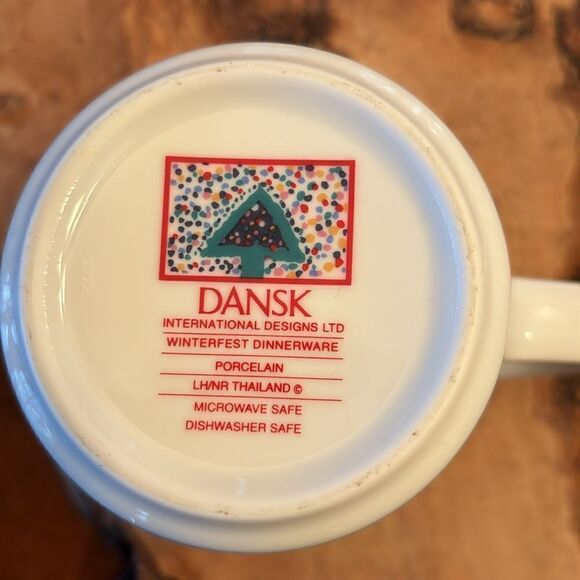 DANSK
INTERNATIONAL DESIGNS LTD
WINTERFEST DINNERWARE
PORCELAIN
LH/NR THAILAND ©
MICROWAVE SAFE
DISHWASHER SAFE